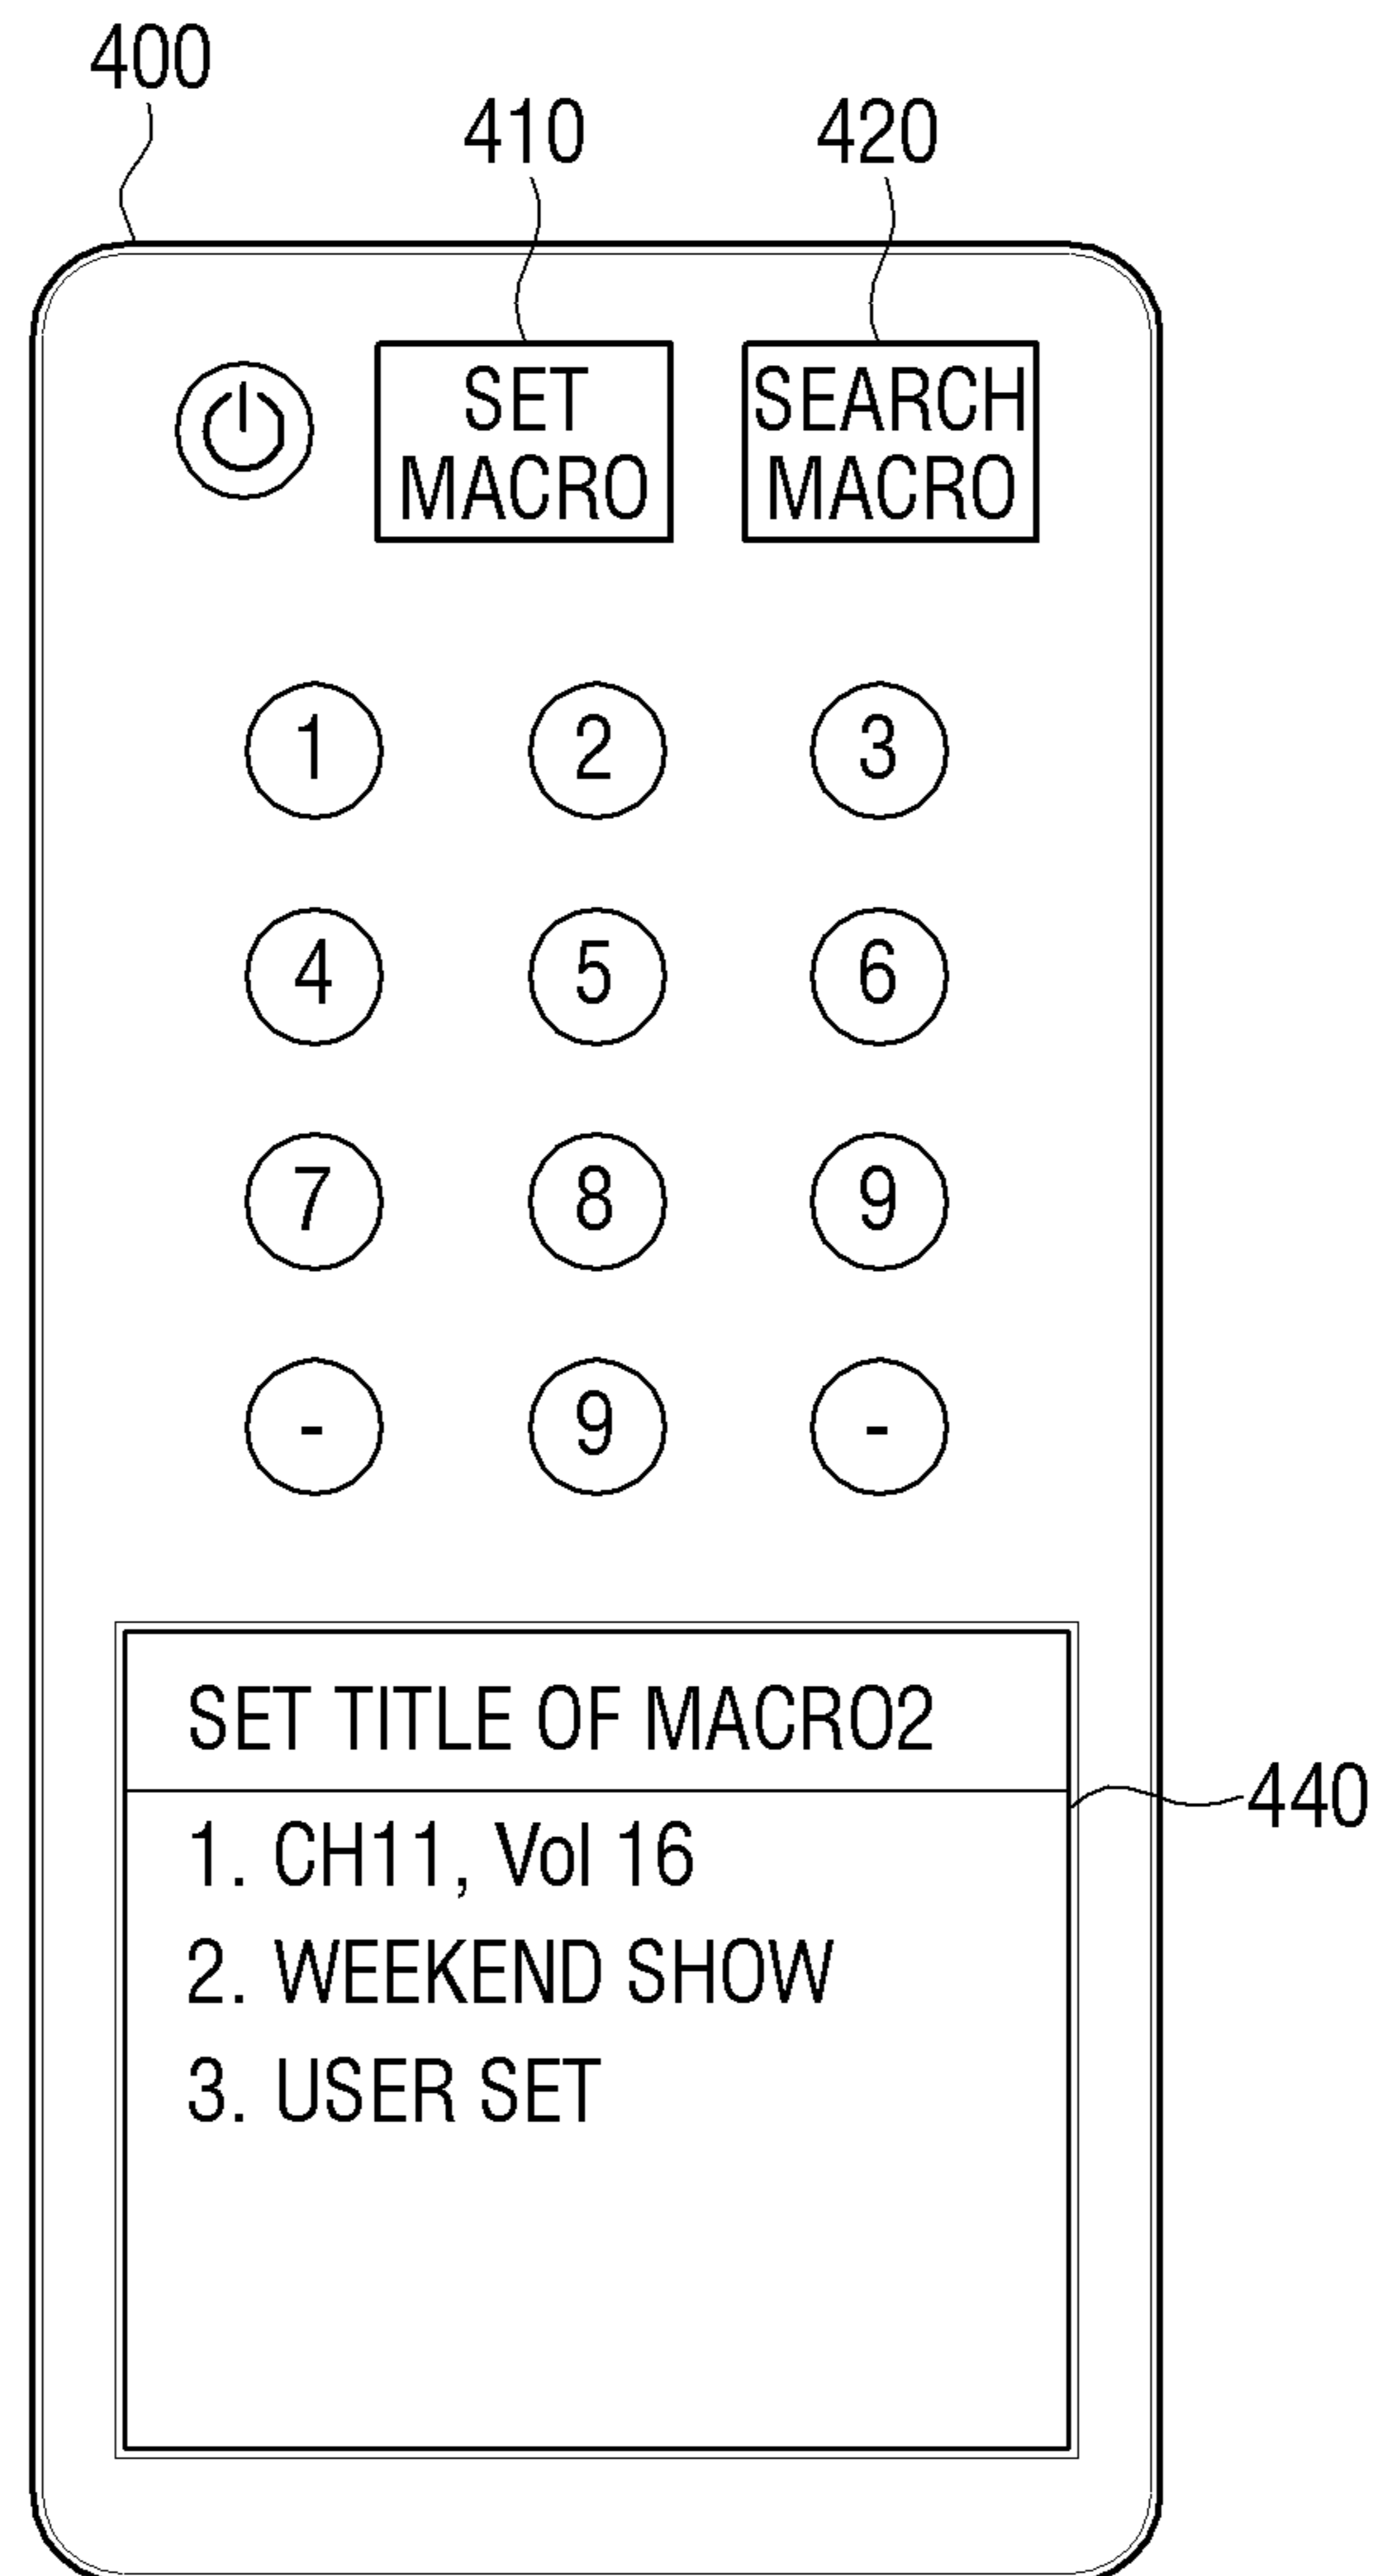 400
410 420
SET
MACRO
SEARCH
MACRO
1 2 3
4 5 6
7 8 9
- 9 -
SET TITLE OF MACRO2
440
1. CH11, Vol 16
2. WEEKEND SHOW
3. USER SET